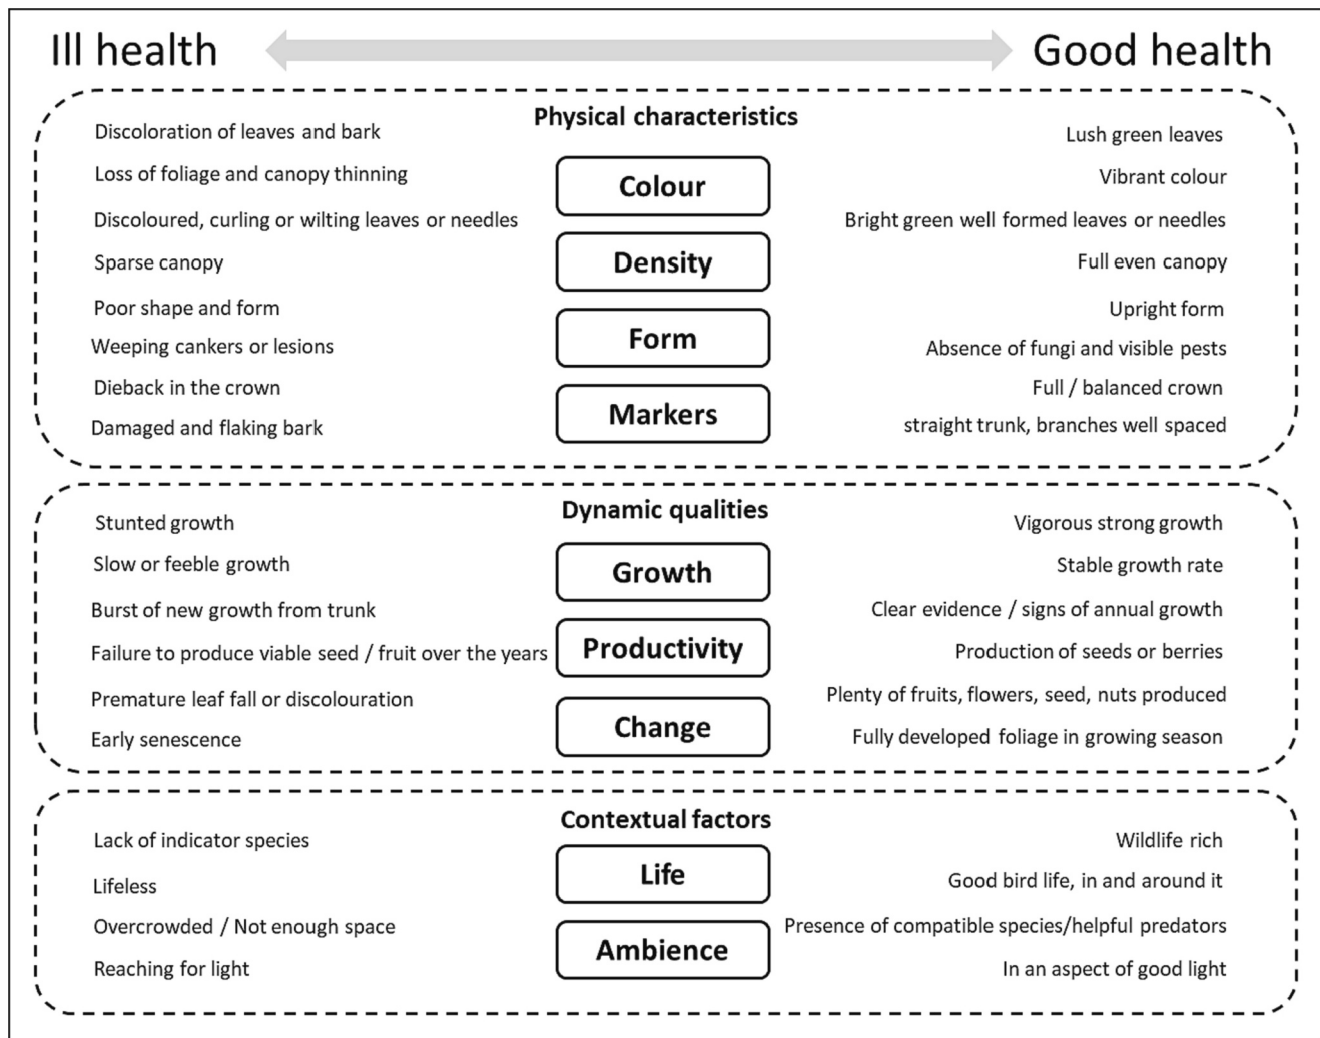 Ill health
Good health
Physical characteristics
Discoloration of leaves and bark
Loss of foliage and canopy thinning
Discoloured, curling or wilting leaves or needles
Sparse canopy
Poor shape and form
Weeping cankers or lesions
Dieback in the crown
Damaged and flaking bark
Colour
Density
Form
Markers
Lush green leaves
Vibrant colour
Bright green well formed leaves or needles
Full even canopy
Upright form
Absence of fungi and visible pests
Full / balanced crown
straight trunk, branches well spaced
Dynamic qualities
Stunted growth
Slow or feeble growth
Burst of new growth from trunk
Failure to produce viable seed / fruit over the years
Premature leaf fall or discolouration
Early senescence
Growth
Productivity
Change
Vigorous strong growth
Stable growth rate
Clear evidence / signs of annual growth
Production of seeds or berries
Plenty of fruits, flowers, seed, nuts produced
Fully developed foliage in growing season
Contextual factors
Lack of indicator species
Lifeless
Overcrowded / Not enough space
Reaching for light
Life
Ambience
Wildlife rich
Good bird life, in and around it
Presence of compatible species/helpful predators
In an aspect of good light